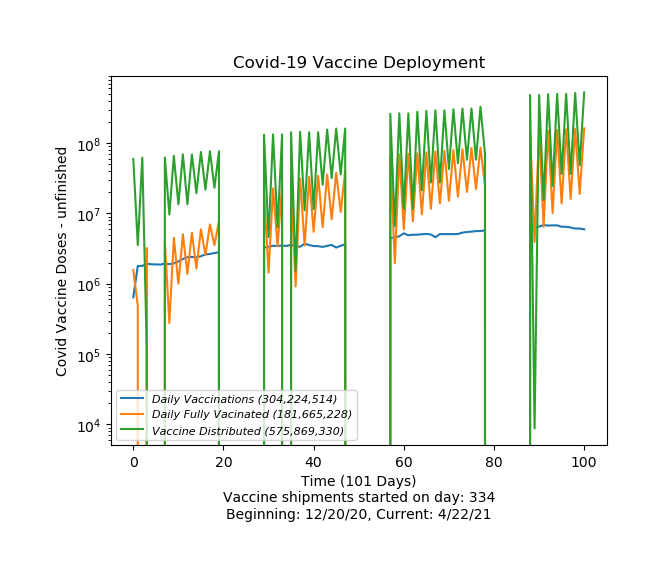 Covid-19 Vaccine Deployment
Covid Vaccine Doses - unfinished
10^8
10^7
10^6
10^5
10^4
Daily Vaccinations (304,224,514)
Daily Fully Vacinated (181,665,228)
Vaccine Distributed (575,869,330)
0 20 40 60 80 100
Time (101 Days)
Vaccine shipments started on day: 334
Beginning: 12/20/20, Current: 4/22/21